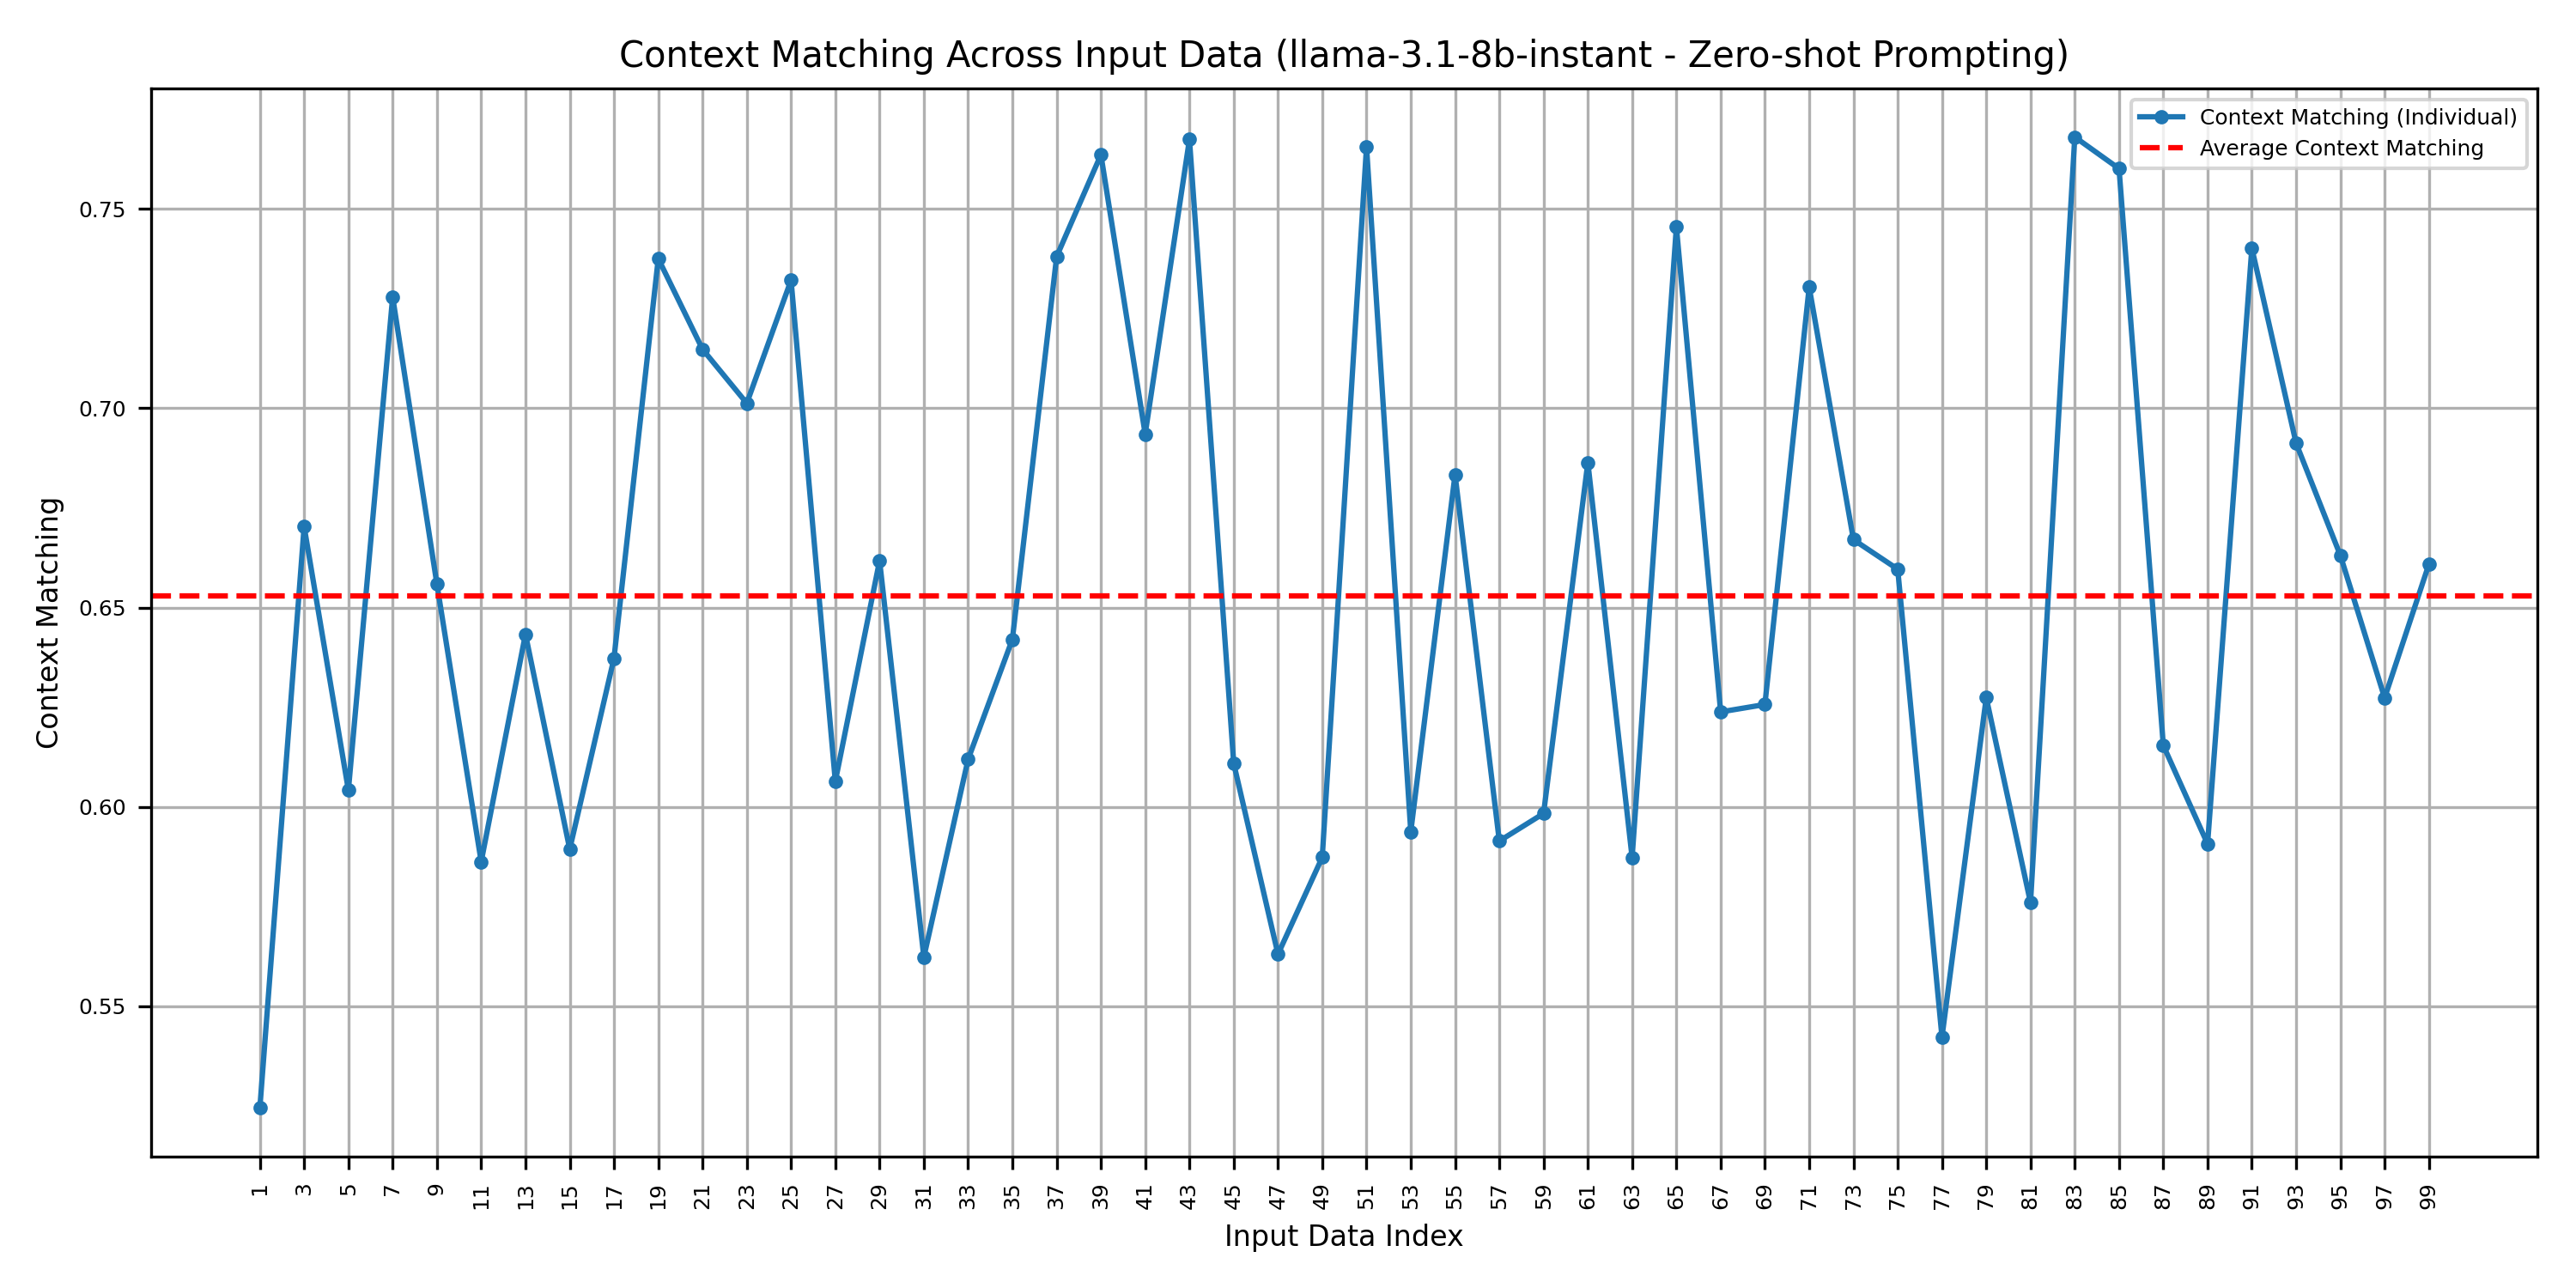 Context Matching Across Input Data (llama-3.1-8b-instant - Zero-shot Prompting)
Context Matching (Individual)
Average Context Matching
Context Matching
0.75
0.70
0.65
0.60
0.55
1 3 5 7 9 11 13 15 17 19 21 23 25 27 29 31 33 35 37 39 41 43 45 47 49 51 53 55 57 59 61 63 65 67 69 71 73 75 77 79 81 83 85 87 89 91 93 95 97 99
Input Data Index